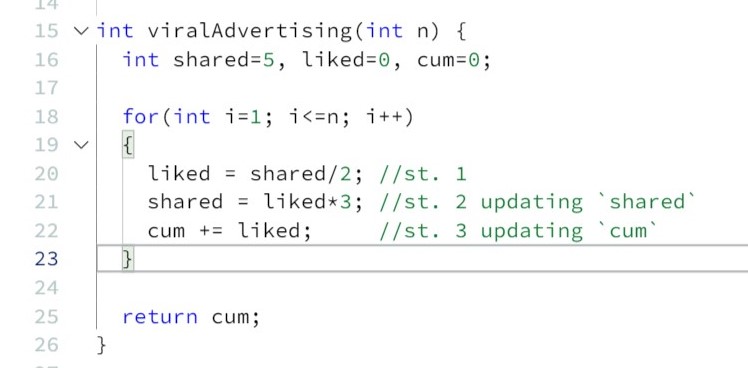 14
15 int viralAdvertising(int n) {
16 int shared=5, liked=0, cum=0;
17
18 for(int i=1; i<=n; i++)
19 {
20 liked = shared/2; //st. 1
21 shared = liked*3; //st. 2 updating `shared`
22 cum += liked; //st. 3 updating `cum`
23 }
24
25 return cum;
26 }